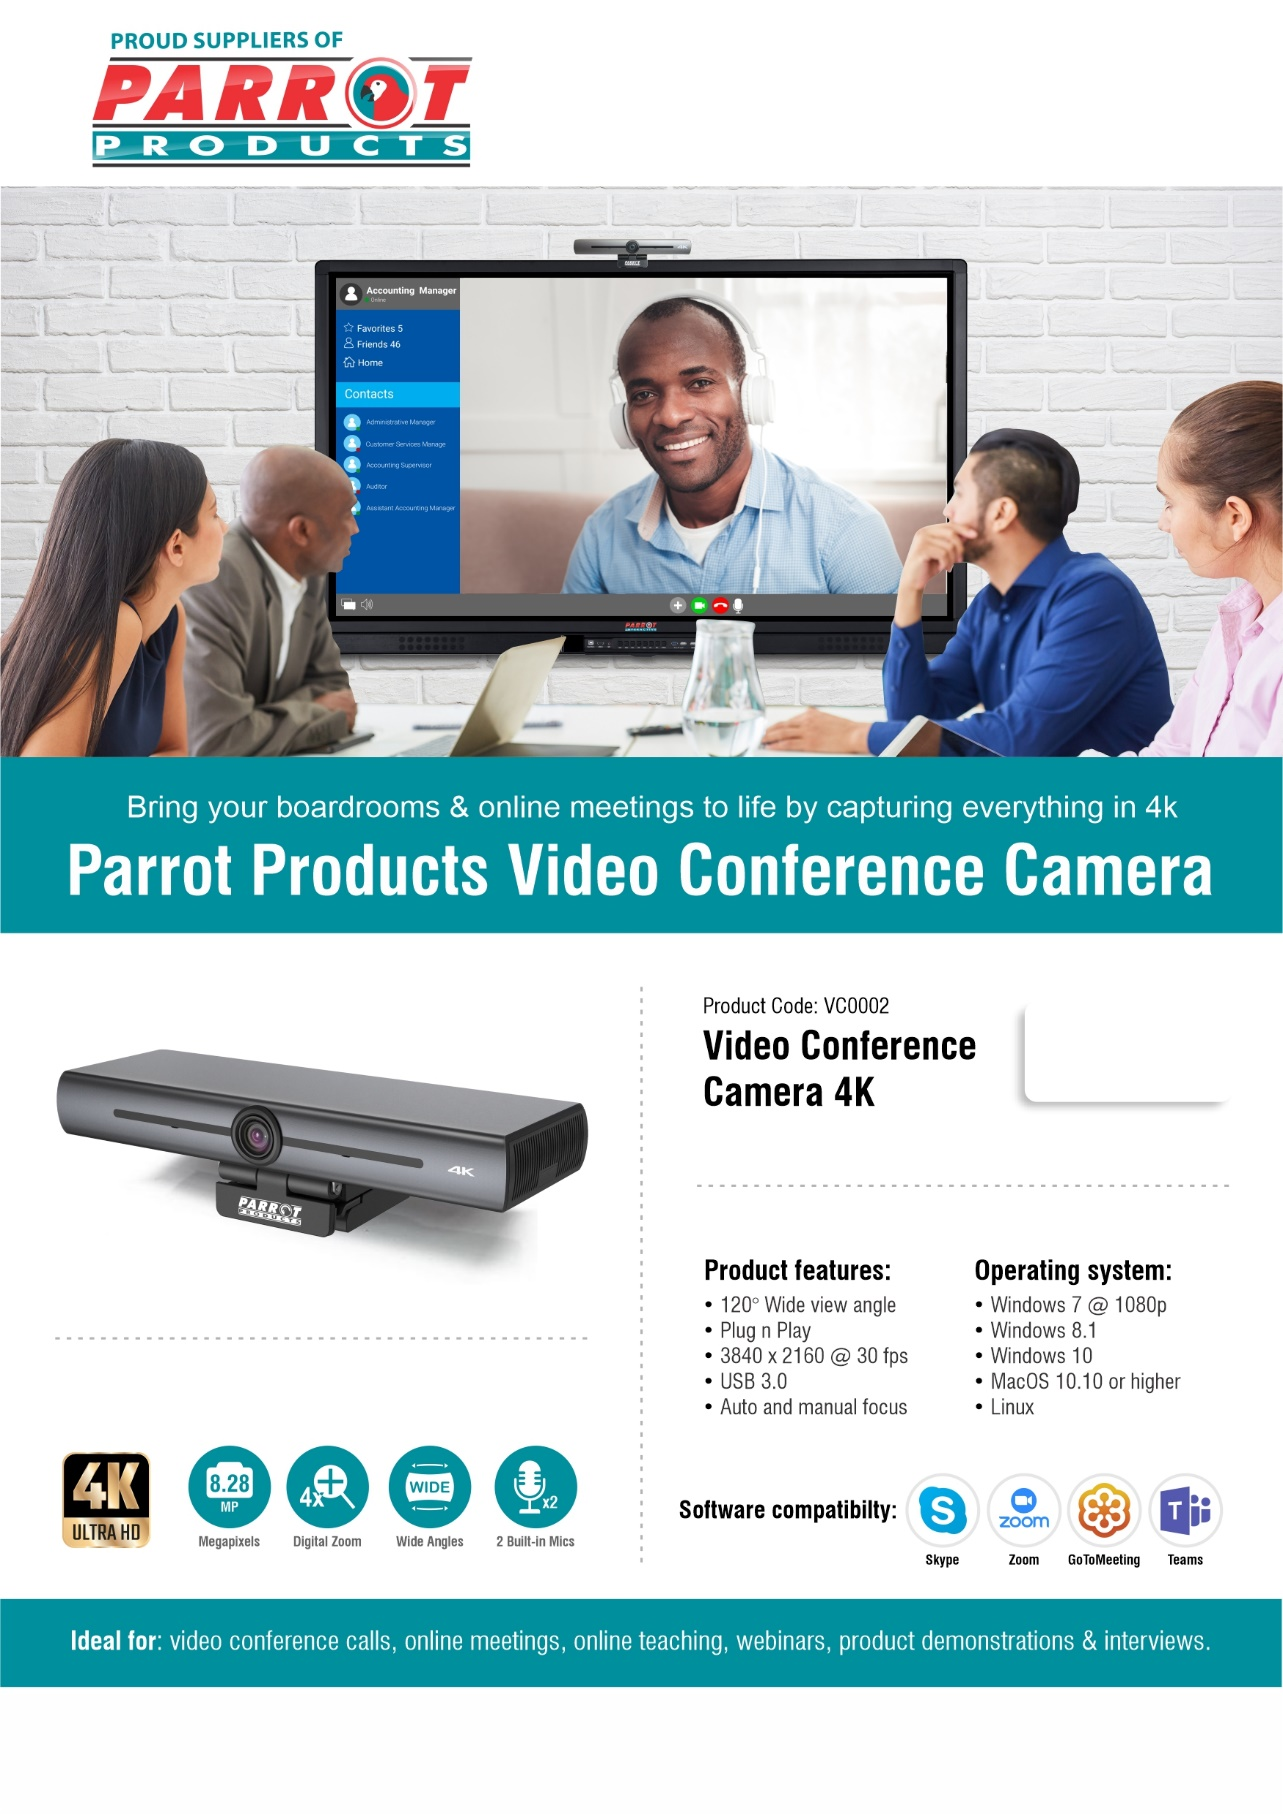 PROUD SUPPLIERS OF
PARROT
PRODUCTS
Accounting Manager
Online
Favorites 5
Friends 46
Home
Contacts
Administrative Manager
Customer Services Manage
Accounting Supervisor
Auditor
Assistant Accounting Manager
PARROT
Bring your boardrooms & online meetings to life by capturing everything in 4k
Parrot Products Video Conference Camera
4K
PARROT
PRODUCTS
Product Code: VC0002
Video Conference
Camera 4K
Product features:
• 120° Wide view angle
• Plug n Play
• 3840 x 2160 @ 30 fps
• USB 3.0
• Auto and manual focus
Operating system:
• Windows 7 @ 1080p
• Windows 8.1
• Windows 10
• MacOS 10.10 or higher
• Linux
4K
ULTRA HD
8.28
MP
Megapixels
4x
Digital Zoom
WIDE
Wide Angles
x2
2 Built-in Mics
Software compatibilty:
S
Skype
zoom
Zoom
GoToMeeting
T
Teams
Ideal for: video conference calls, online meetings, online teaching, webinars, product demonstrations & interviews.